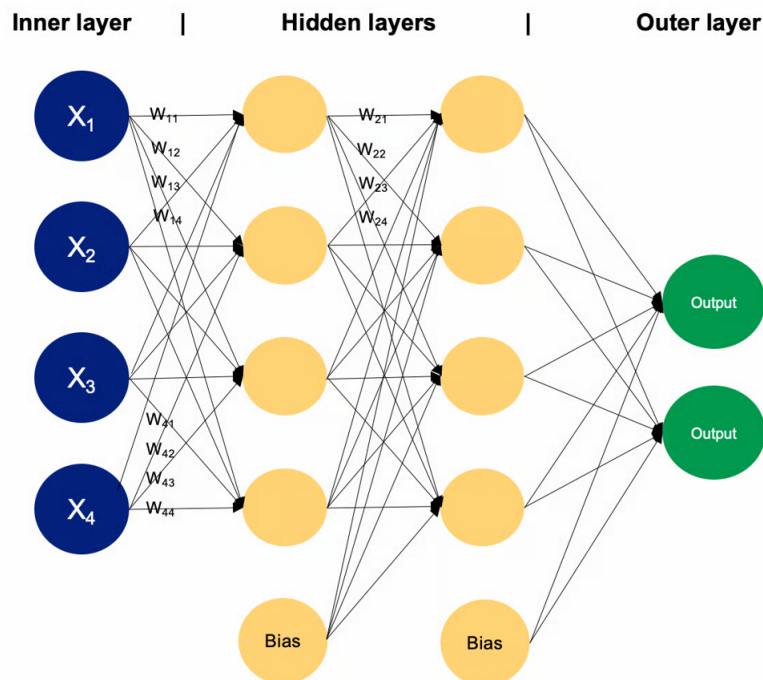 Inner layer | Hidden layers | Outer layer
X₁
W₁₁
W₁₂
W₁₃
W₁₄
W₂₁
W₂₂
W₂₃
W₂₄
X₂
X₃
Output
Output
W₄₁
W₄₂
W₄₃
W₄₄
X₄
Bias
Bias